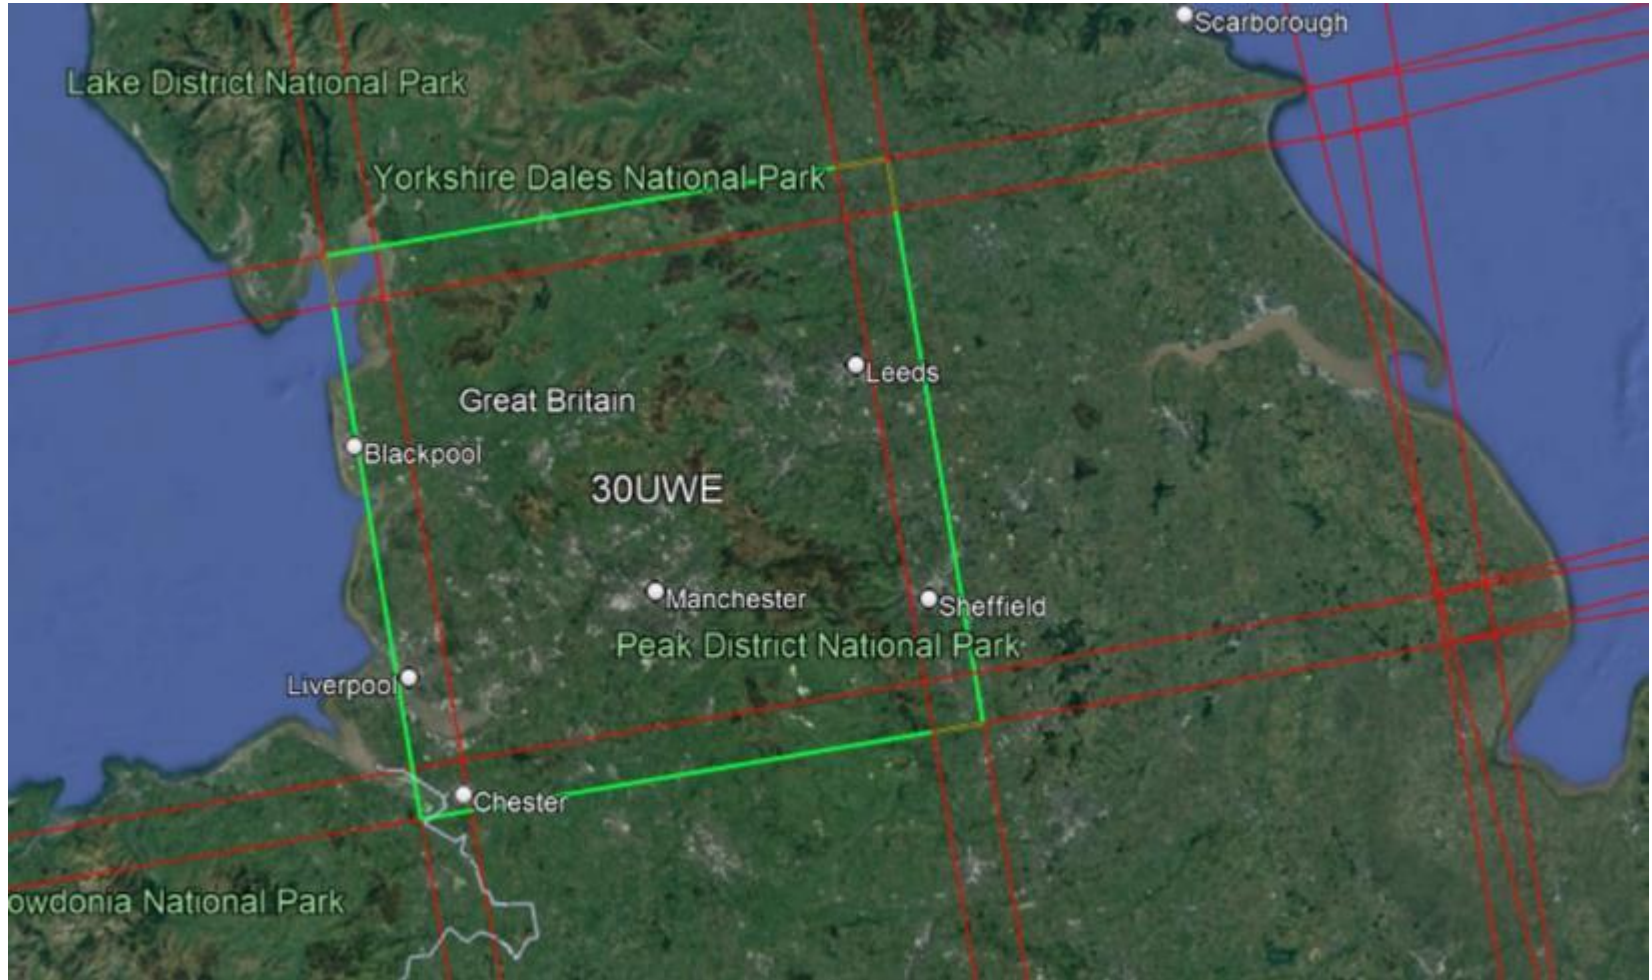 Scarborough
Lake District National Park
Yorkshire Dales National Park
Leeds
Great Britain
Blackpool
30UWE
Manchester
Sheffield
Peak District National Park
Liverpool
Chester
owdonia National Park